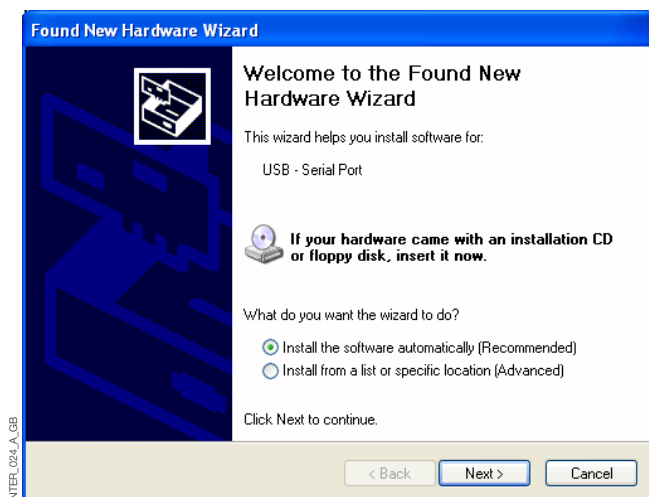 Found New Hardware Wizard
Welcome to the Found New
Hardware Wizard
This wizard helps you install software for:
USB - Serial Port
If your hardware came with an installation CD
or floppy disk, insert it now.
What do you want the wizard to do?
Install the software automatically (Recommended)
Install from a list or specific location (Advanced)
Click Next to continue.
< Back
Next >
Cancel